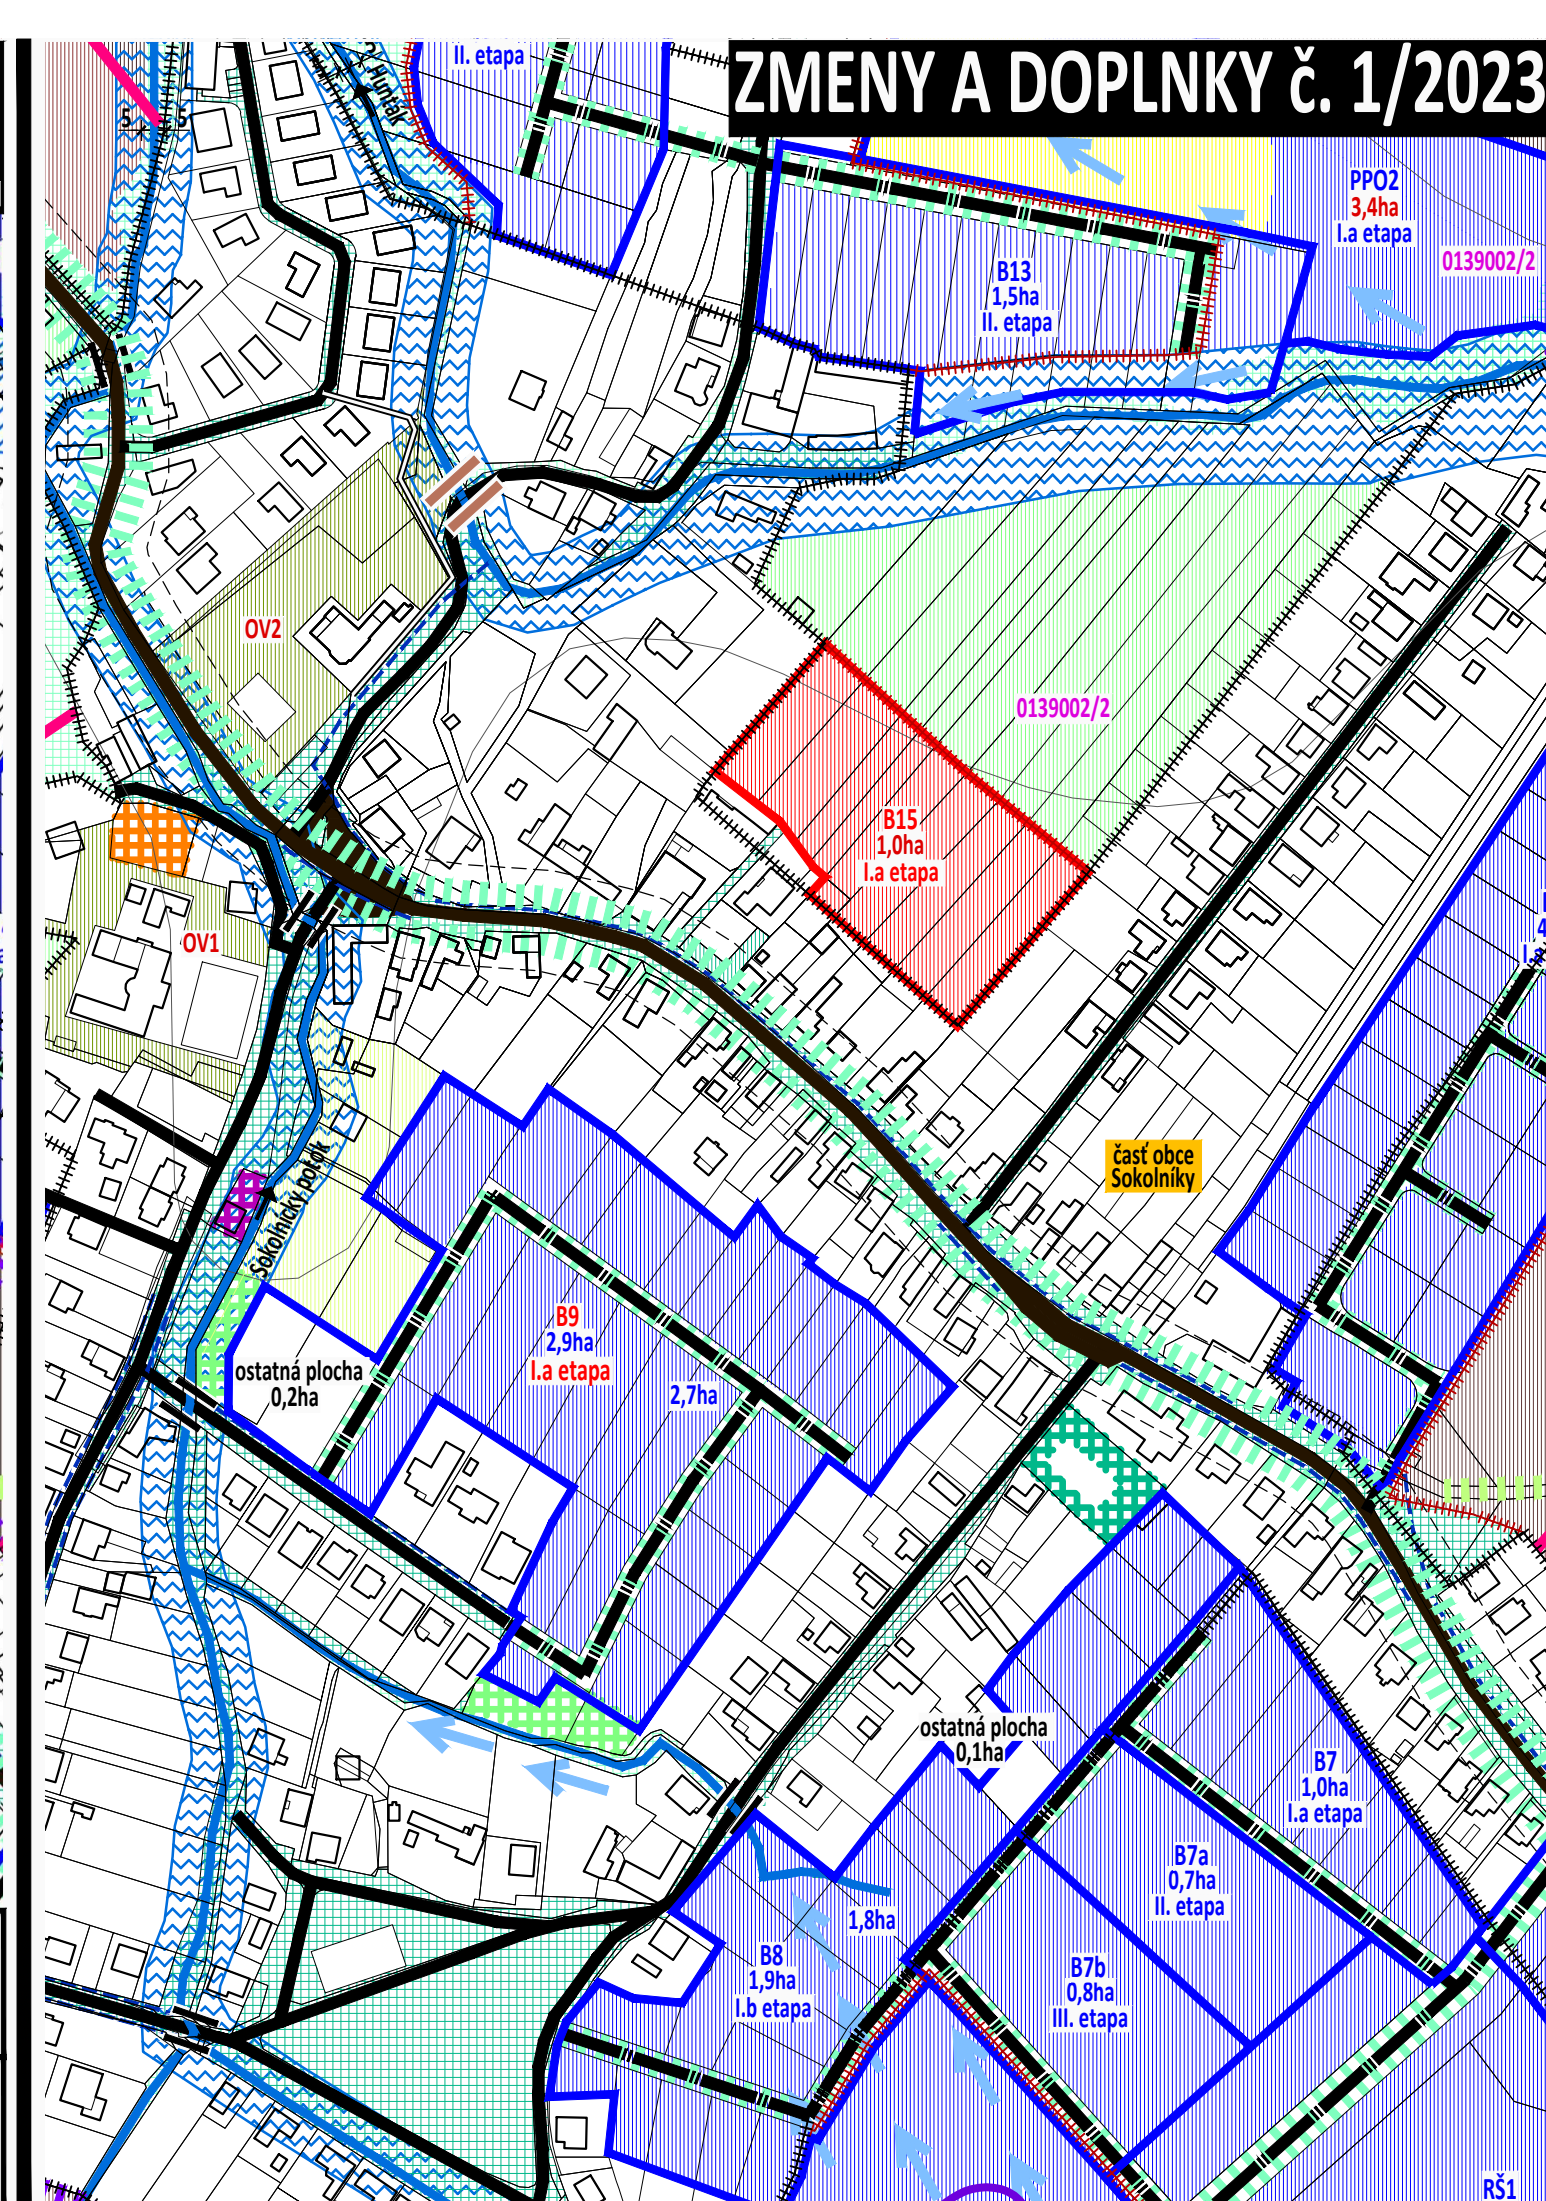 ZMENY A DOPLNKY č. 1/2023
II. etapa
Hunták
5
5
PPO2
3,4ha
I.a etapa
0139002/2
B13
1,5ha
II. etapa
OV2
0139002/2
B15
1,0ha
I.a etapa
OV1
časť obce
Sokolníky
Sokolnícky potok
B9
2,9ha
I.a etapa
2,7ha
ostatná plocha
0,2ha
ostatná plocha
0,1ha
B7
1,0ha
I.a etapa
B7a
0,7ha
II. etapa
1,8ha
B8
1,9ha
I.b etapa
B7b
0,8ha
III. etapa
RŠ1